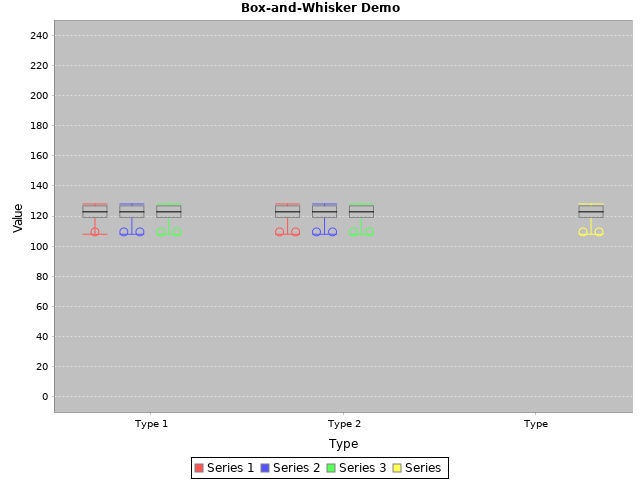 Box-and-Whisker Demo
240
220
200
180
160
140
120
100
80
60
40
20
0
Value
Type 1 Type 2 Type
Type
Series 1 Series 2 Series 3 Series